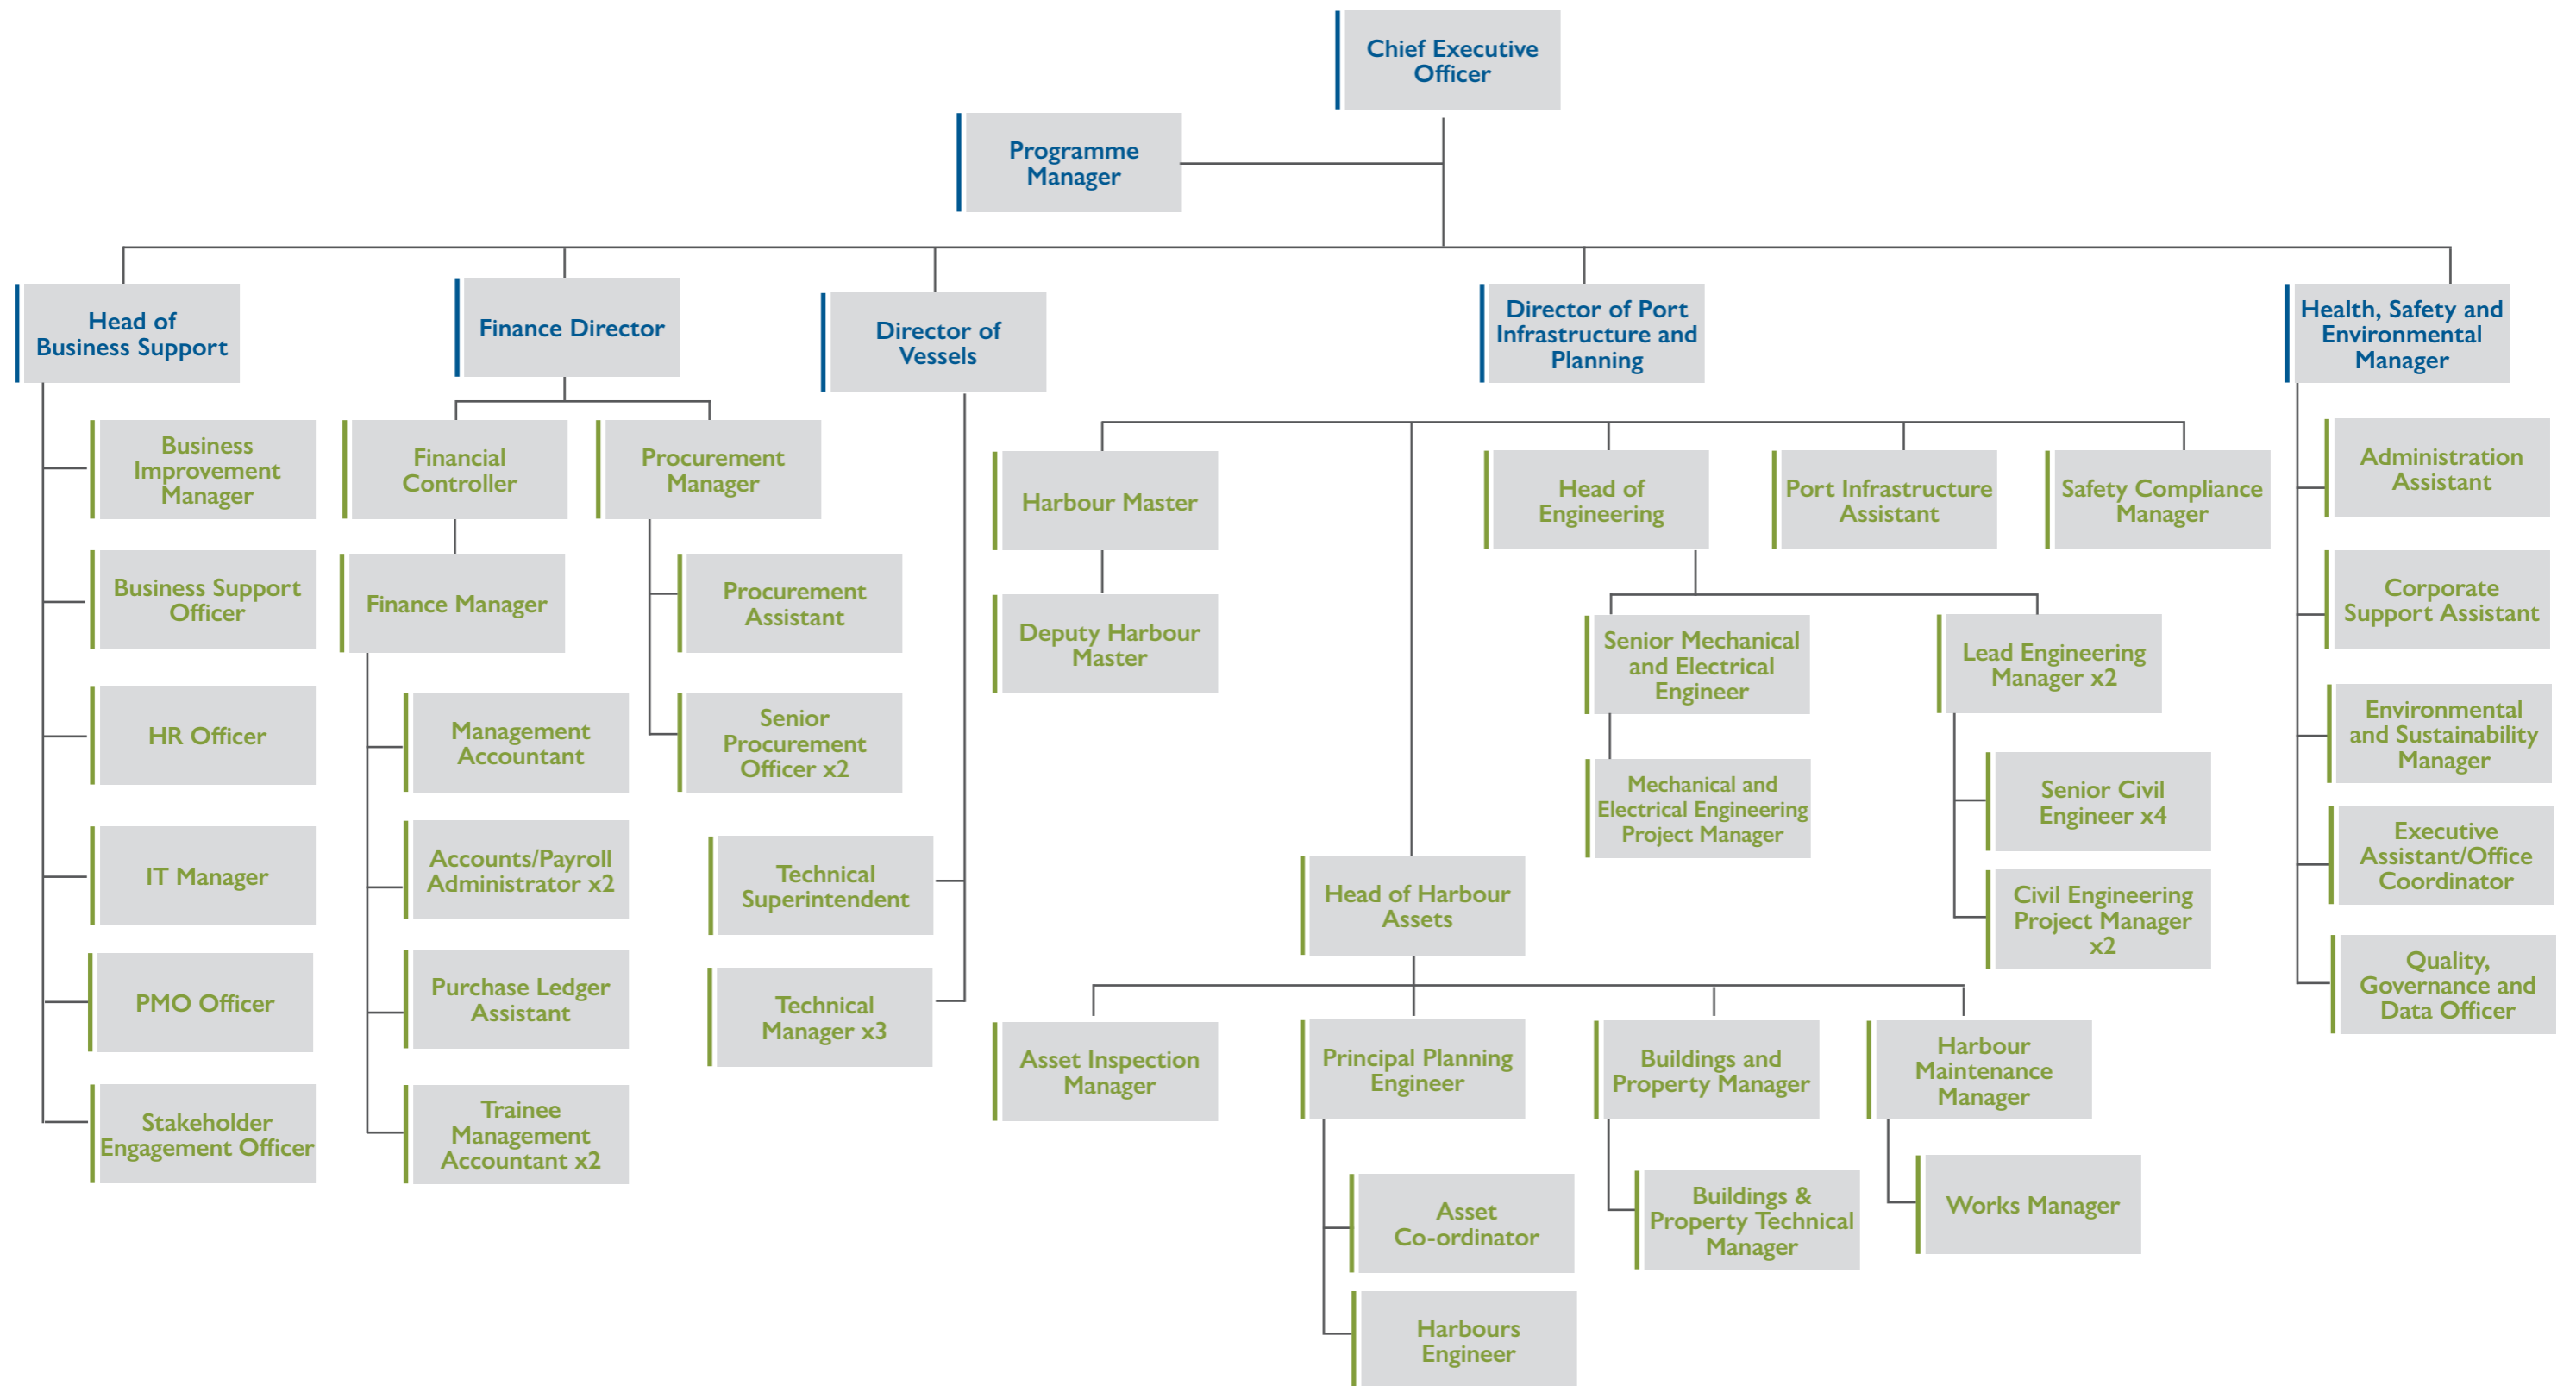 Chief Executive
Officer
Programme
Manager
Head of
Business Support
Finance Director
Director of
Vessels
Director of Port
Infrastructure and
Planning
Health, Safety and
Environmental
Manager
Business
Improvement
Manager
Business Support
Officer
HR Officer
IT Manager
PMO Officer
Stakeholder
Engagement Officer
Financial
Controller
Finance Manager
Management
Accountant
Accounts/Payroll
Administrator x2
Purchase Ledger
Assistant
Trainee
Management
Accountant x2
Procurement
Manager
Procurement
Assistant
Senior
Procurement
Officer x2
Technical
Superintendent
Technical
Manager x3
Harbour Master
Deputy Harbour
Master
Head of Harbour
Assets
Asset Inspection
Manager
Principal Planning
Engineer
Asset
Co-ordinator
Harbours
Engineer
Buildings and
Property Manager
Buildings &
Property Technical
Manager
Harbour
Maintenance
Manager
Works Manager
Head of
Engineering
Senior Mechanical
and Electrical
Engineer
Mechanical and
Electrical Engineering
Project Manager
Lead Engineering
Manager x2
Senior Civil
Engineer x4
Civil Engineering
Project Manager
x2
Port Infrastructure
Assistant
Safety Compliance
Manager
Administration
Assistant
Corporate
Support Assistant
Environmental
and Sustainability
Manager
Executive
Assistant/Office
Coordinator
Quality,
Governance and
Data Officer